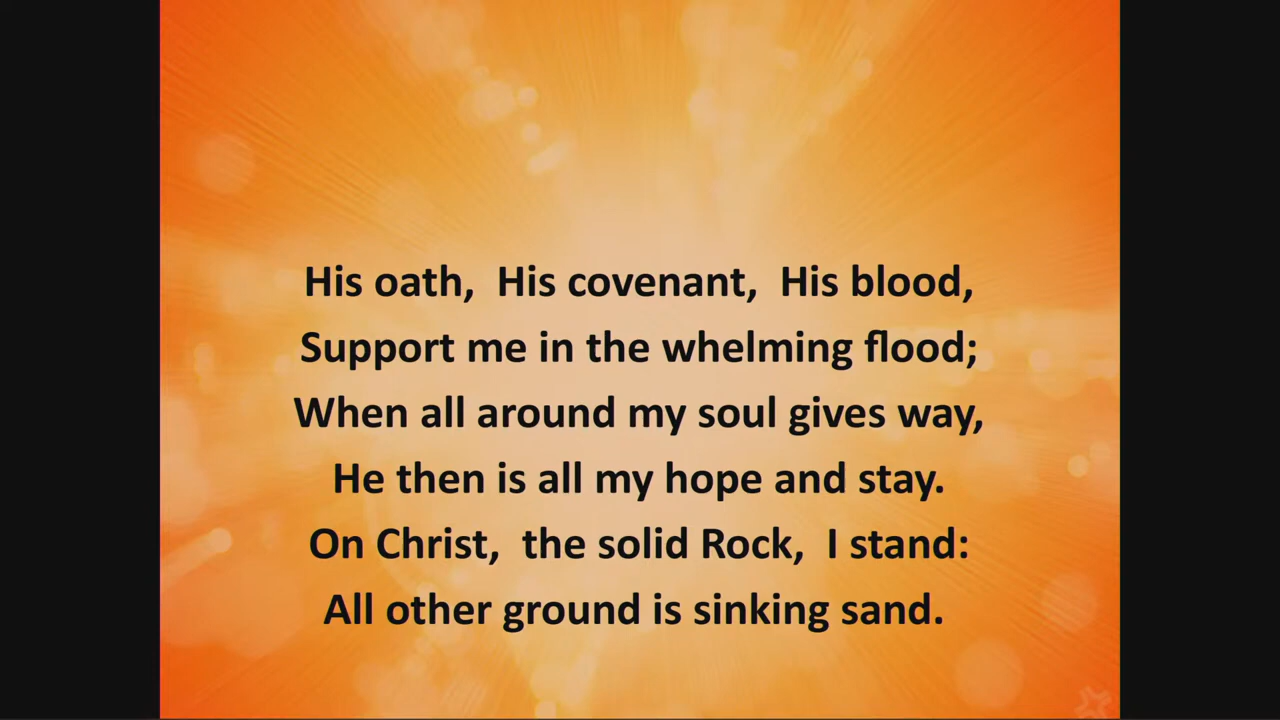 His oath,  His covenant,  His blood,
Support me in the whelming flood;
When all around my soul gives way,
He then is all my hope and stay.
On Christ,  the solid Rock,  I stand:
All other ground is sinking sand.